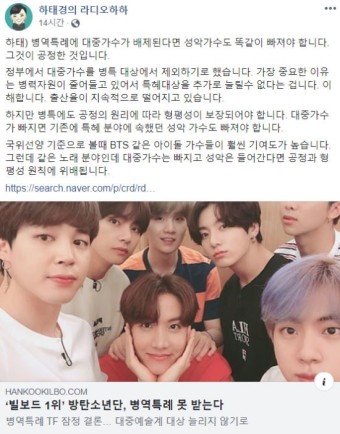 하태경의 라디오하하
14시간 ·
하태) 병역특례에 대중가수가 배제된다면 성악가수도 똑같이 빠져야 합니다.
그것이 공정한 것입니다.
정부에서 대중가수를 병특 대상에서 제외하기로 했습니다. 가장 중요한 이유
는 병력자원이 줄어들고 있어서 특혜대상을 추가로 늘릴수 없다는 겁니다. 이
해합니다. 출산율이 지속적으로 떨어지고 있습니다.
하지만 병특에도 공정의 원리에 따라 형평성이 보장되어야 합니다. 대중가수
가 빠지면 기존에 특혜 분야에 속했던 성악 가수도 빠져야 합니다.
국위선양 기준으로 볼때 BTS 같은 아이돌 가수들이 훨씬 기여도가 높습니다.
그런데 같은 노래 분야인데 대중가수는 빠지고 성악은 들어간다면 공정과 형
평성 원칙에 위배됩니다.
https://search.naver.com/p/crd/rd…
FILA
HANKOOKILBO.COM
‘빌보드 1위’ 방탄소년단, 병역특례 못 받는다
병역특례 TF 잠정 결론… 대중예술계 대상 늘리지 않기로